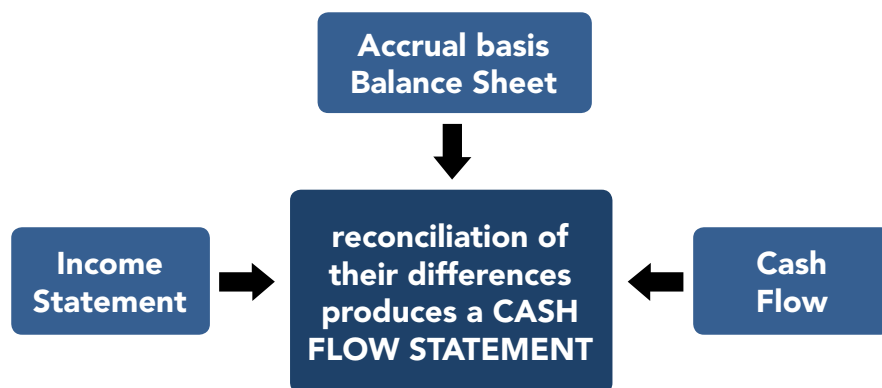 Accrual basis
Balance Sheet
Income
Statement
reconciliation of
their differences
produces a CASH
FLOW STATEMENT
Cash
Flow